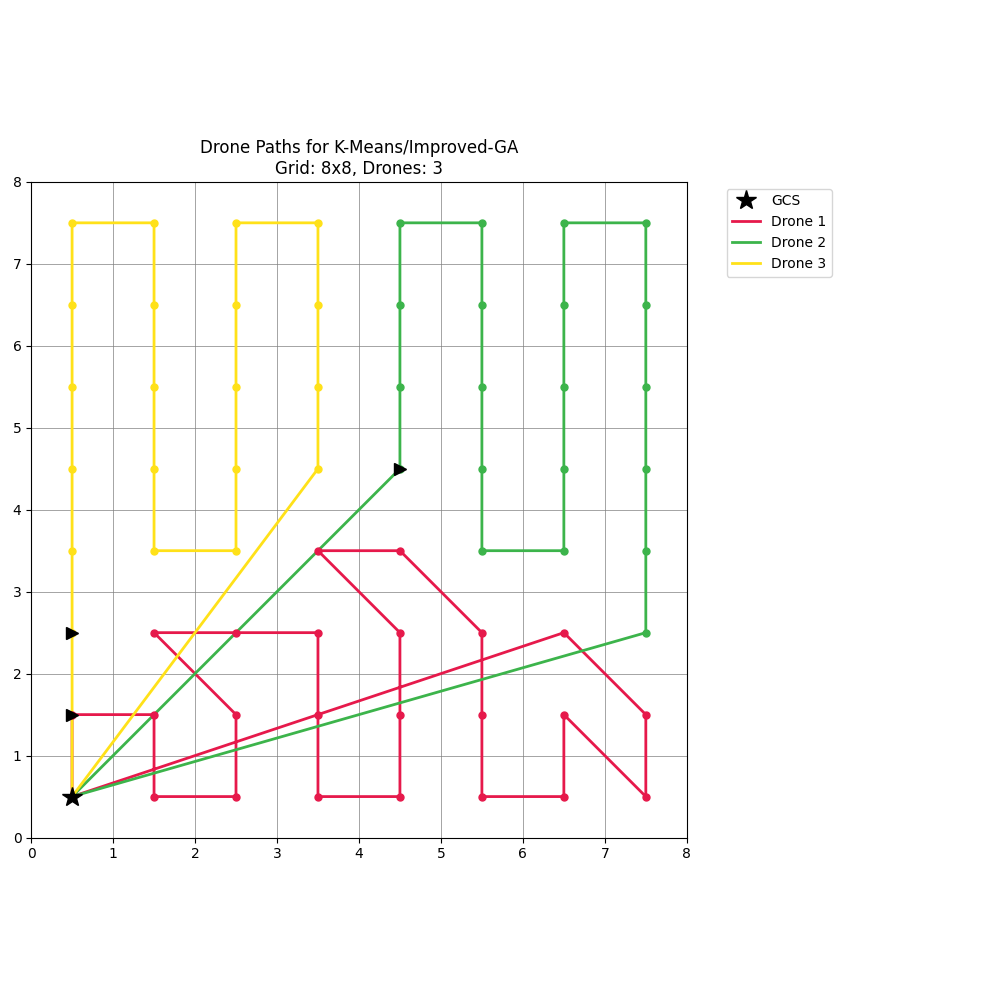 Drone Paths for K-Means/Improved-GA
Grid: 8x8, Drones: 3
GCS
Drone 1
Drone 2
Drone 3
8
7
6
5
4
3
2
1
0
0 1 2 3 4 5 6 7 8